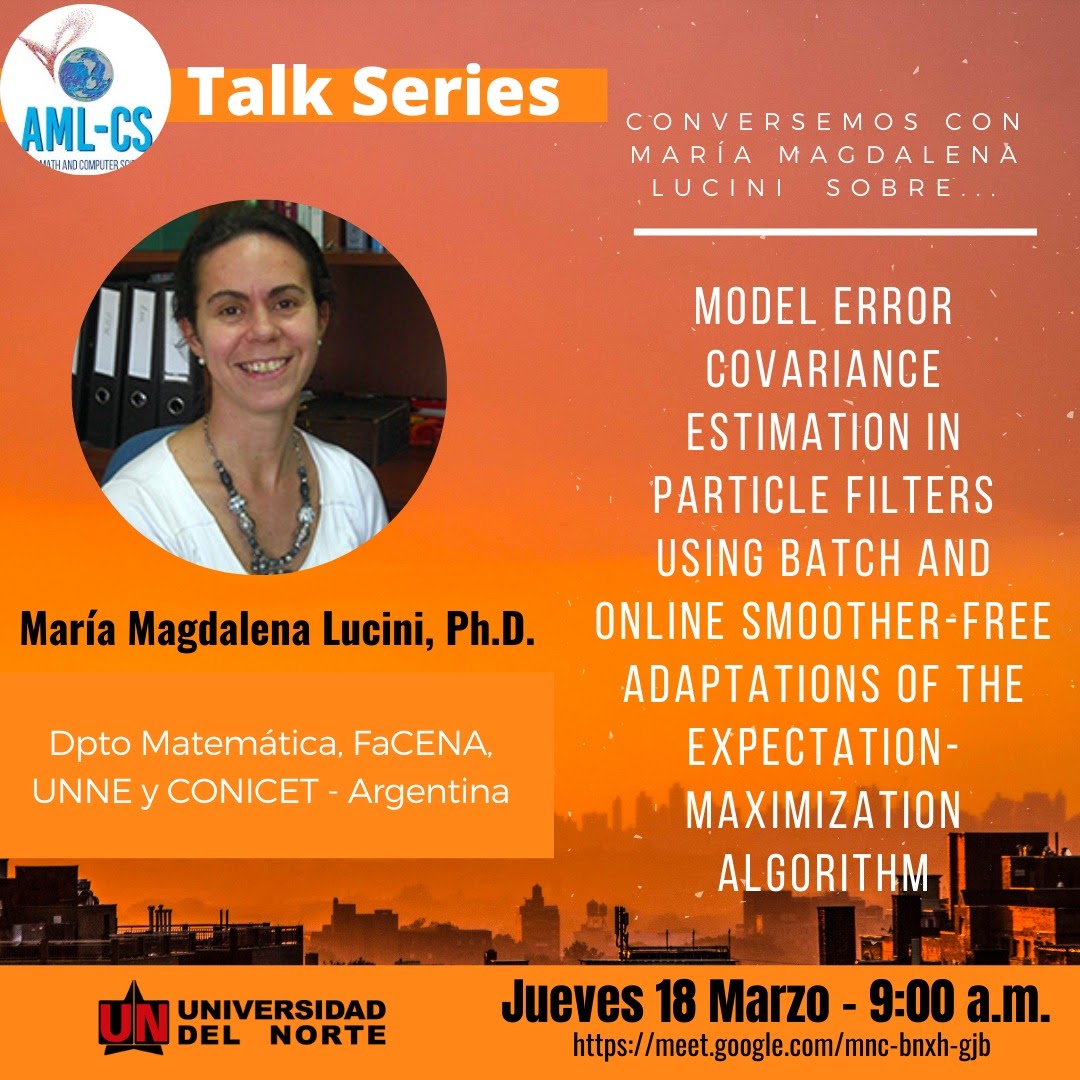 AML-CS
MATH AND COMPUTER SCI
Talk Series
CONVERSEMOS CON
MARÍA MAGDALENA
LUCINI SOBRE...
MODEL ERROR
COVARIANCE
ESTIMATION IN
PARTICLE FILTERS
USING BATCH AND
ONLINE SMOOTHER-FREE
ADAPTATIONS OF THE
EXPECTATION-
MAXIMIZATION
ALGORITHM
María Magdalena Lucini, Ph.D.
Dpto Matemática, FaCENA,
UNNE y CONICET - Argentina
UN
UNIVERSIDAD
DEL NORTE
Jueves 18 Marzo - 9:00 a.m.
https://meet.google.com/mnc-bnxh-gjb